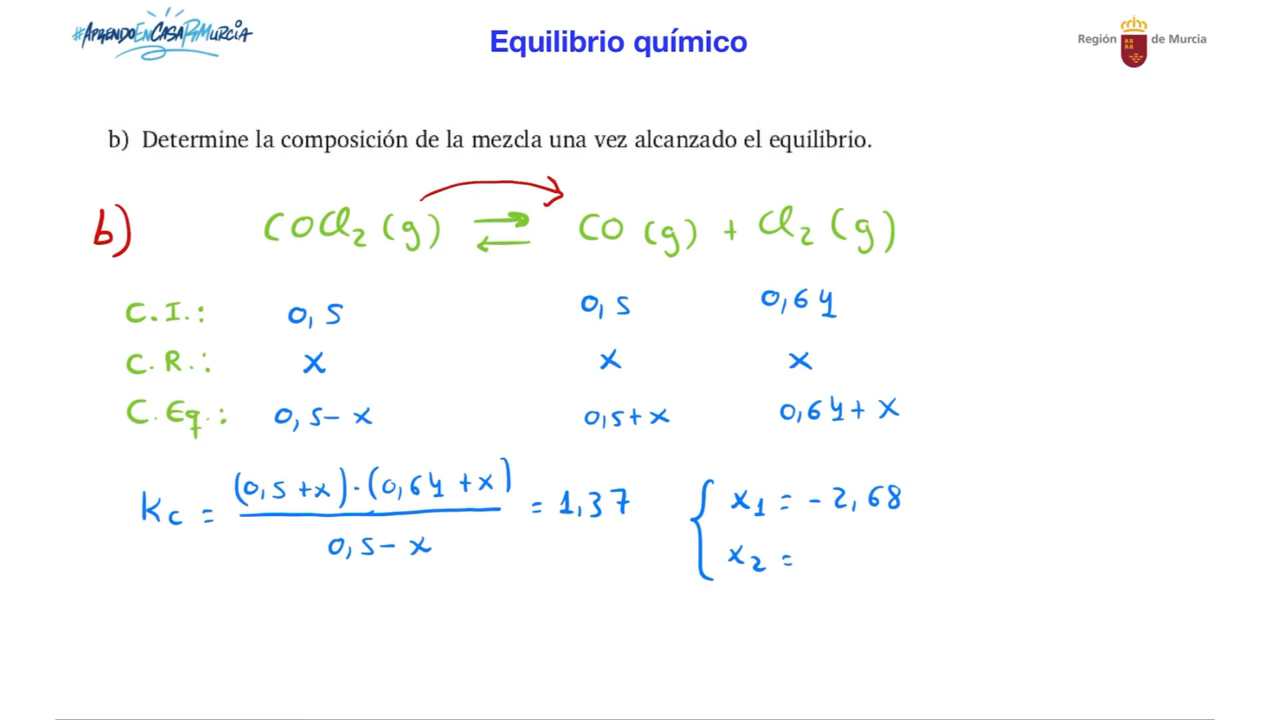 #APRENDOENCASARMURCIA
Equilibrio químico
Región de Murcia
b) Determine la composición de la mezcla una vez alcanzado el equilibrio.
b) COCl₂ (g) ⇄ CO (g) + Cl₂ (g)
C.I.: 0,5 0,5 0,64
C.R.: x x x
C.Eq.: 0,5-x 0,5+x 0,64+x
Kc = (0,5+x)·(0,64+x) / 0,5-x = 1,37 { x₁ = -2,68
x₂ =